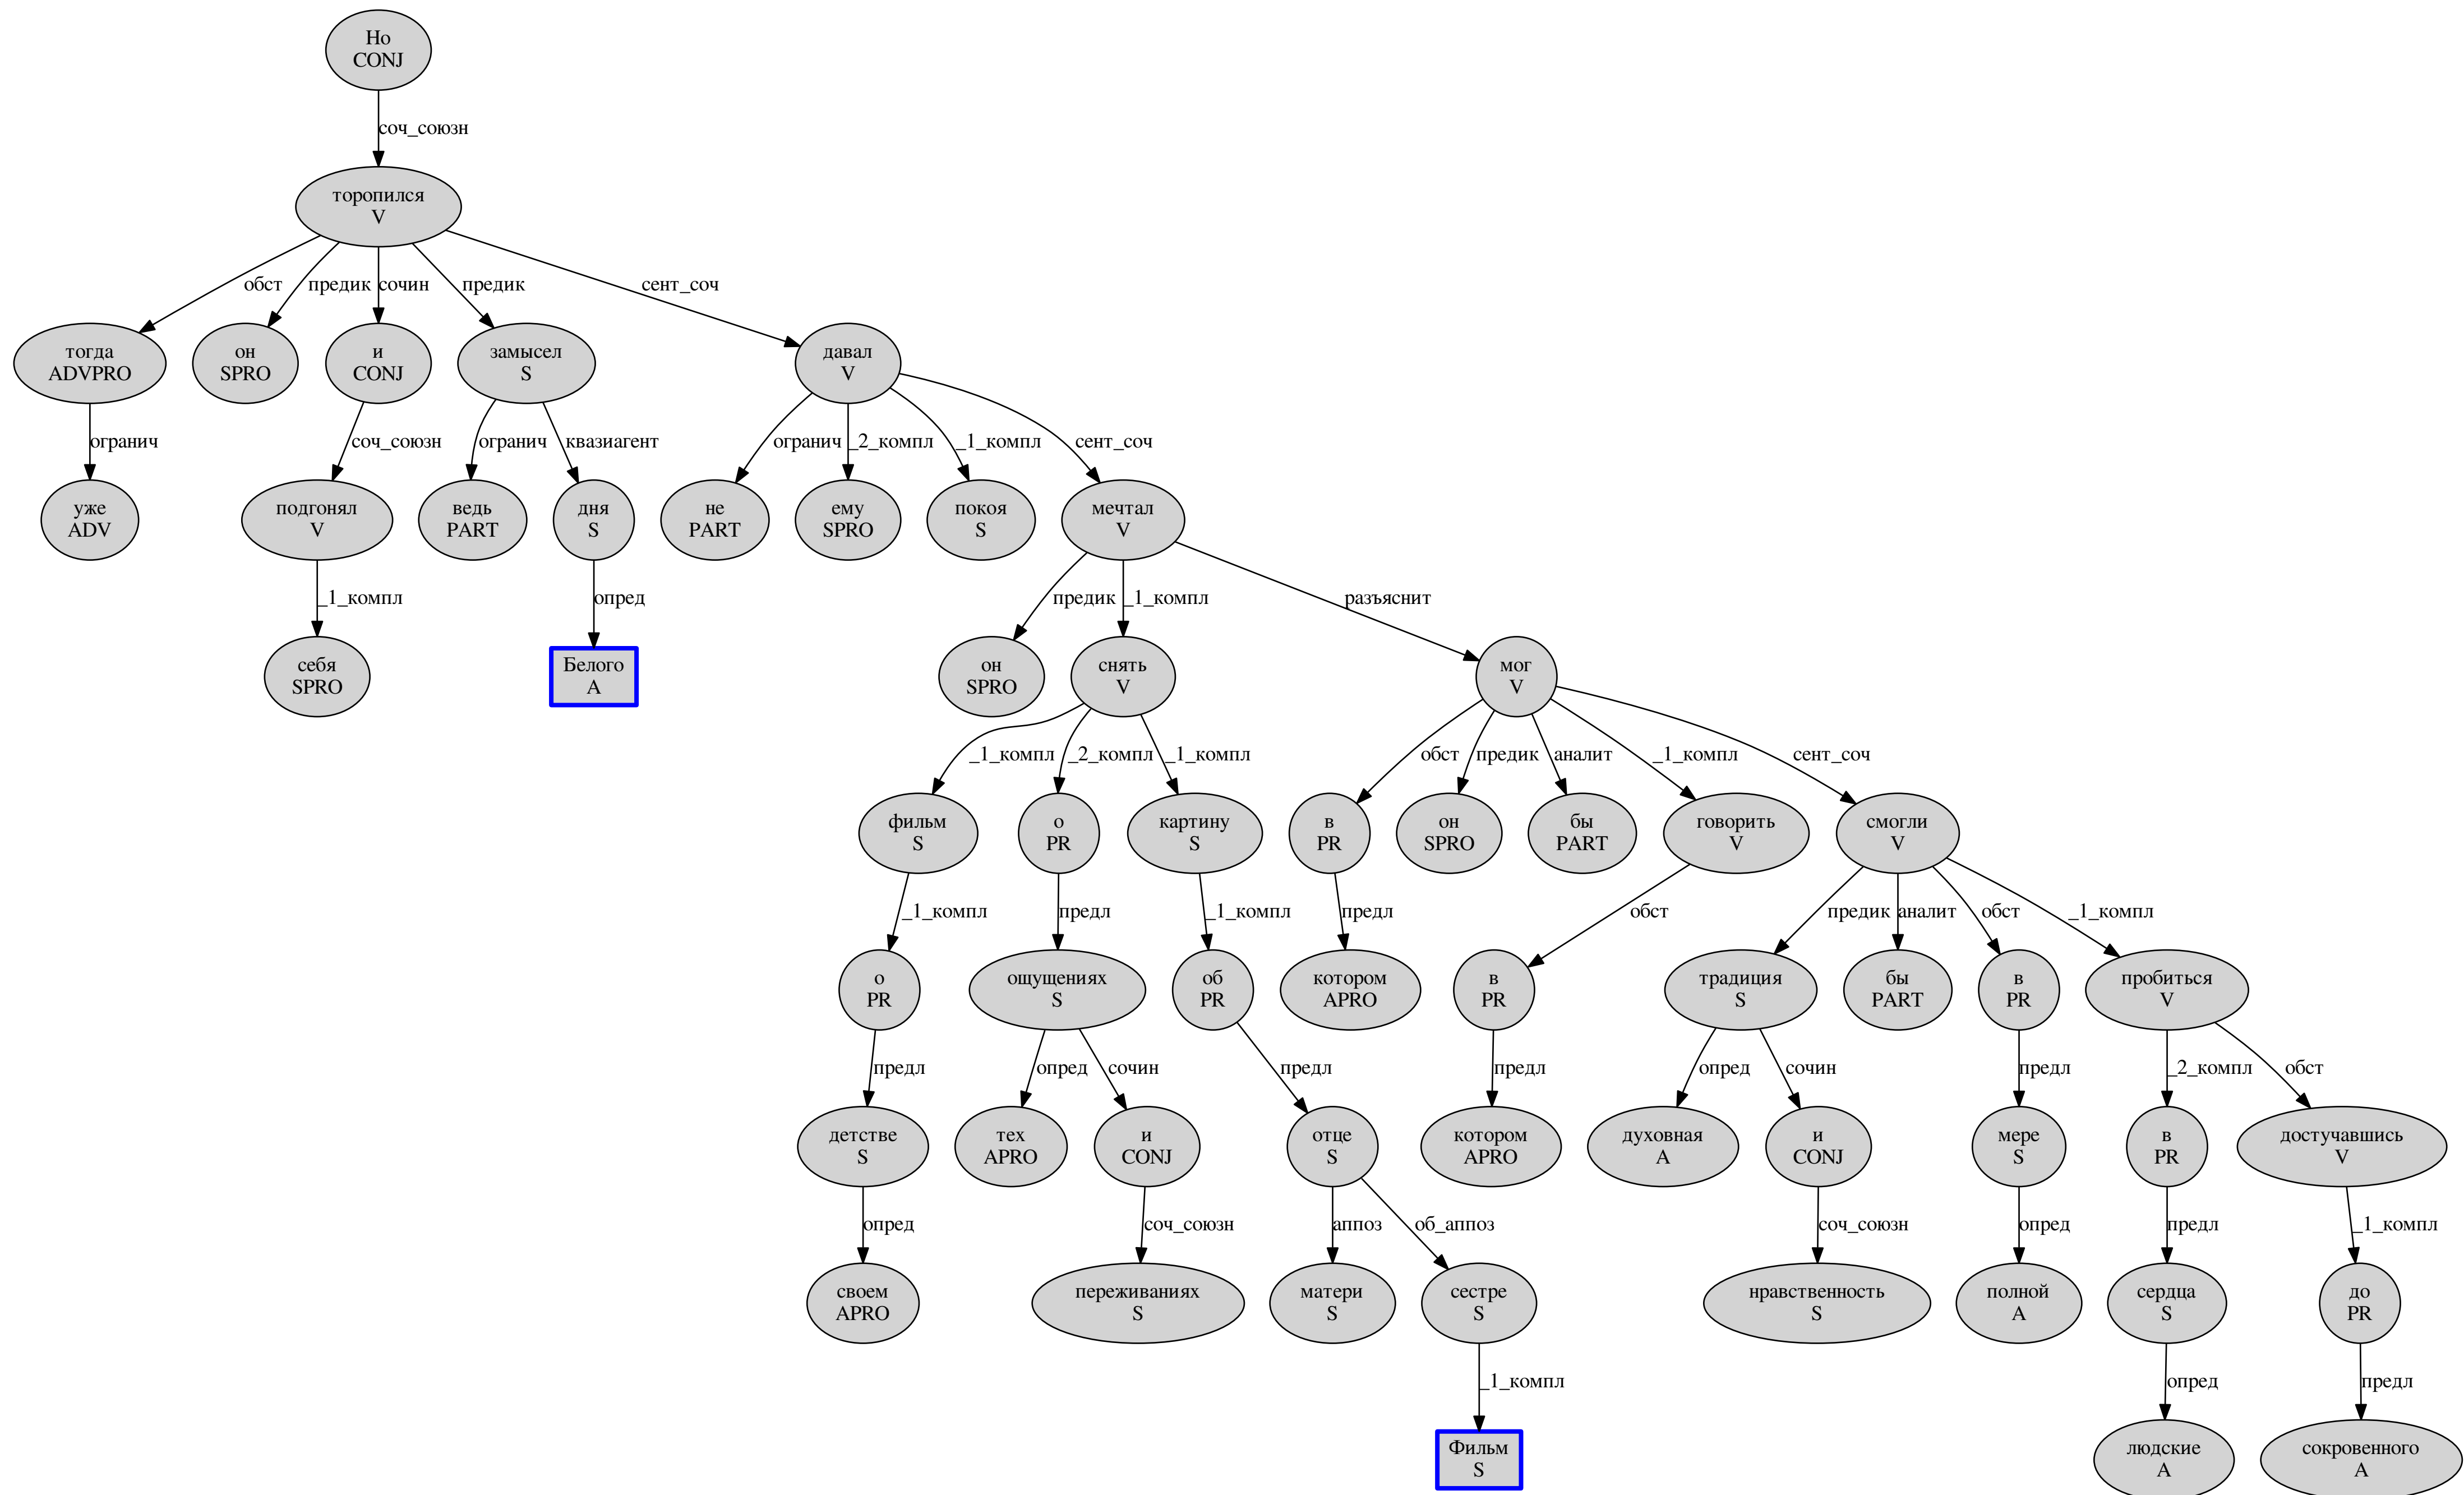 Но
CONJ
соч_союзн
торопился
V
обст
предик
сочин
предик
сент_соч
тогда
ADVPRO
он
SPRO
и
CONJ
замысел
S
давал
V
огранич
соч_союзн
огранич
квазиагент
огранич
_2_компл
_1_компл
сент_соч
уже
ADV
подгонял
V
ведь
PART
дня
S
не
PART
ему
SPRO
покоя
S
мечтал
V
_1_компл
опред
предик
_1_компл
разъяснит
себя
SPRO
Белого
A
он
SPRO
снять
V
мог
V
_1_компл
_2_компл
_1_компл
обст
предик
аналит
_1_компл
сент_соч
фильм
S
о
PR
картину
S
в
PR
он
SPRO
бы
PART
говорить
V
смогли
V
_1_компл
предл
_1_компл
предл
обст
предик
аналит
обст
_1_компл
о
PR
ощущениях
S
об
PR
котором
APRO
в
PR
традиция
S
бы
PART
в
PR
пробиться
V
предл
опред
сочин
предл
предл
опред
сочин
предл
_2_компл
обст
детстве
S
тех
APRO
и
CONJ
отце
S
котором
APRO
духовная
A
и
CONJ
мере
S
в
PR
достучавшись
V
опред
соч_союзн
аппоз
об_аппоз
соч_союзн
опред
предл
_1_компл
своем
APRO
переживаниях
S
матери
S
сестре
S
нравственность
S
полной
A
сердца
S
до
PR
_1_компл
опред
предл
Фильм
S
людские
A
сокровенного
A